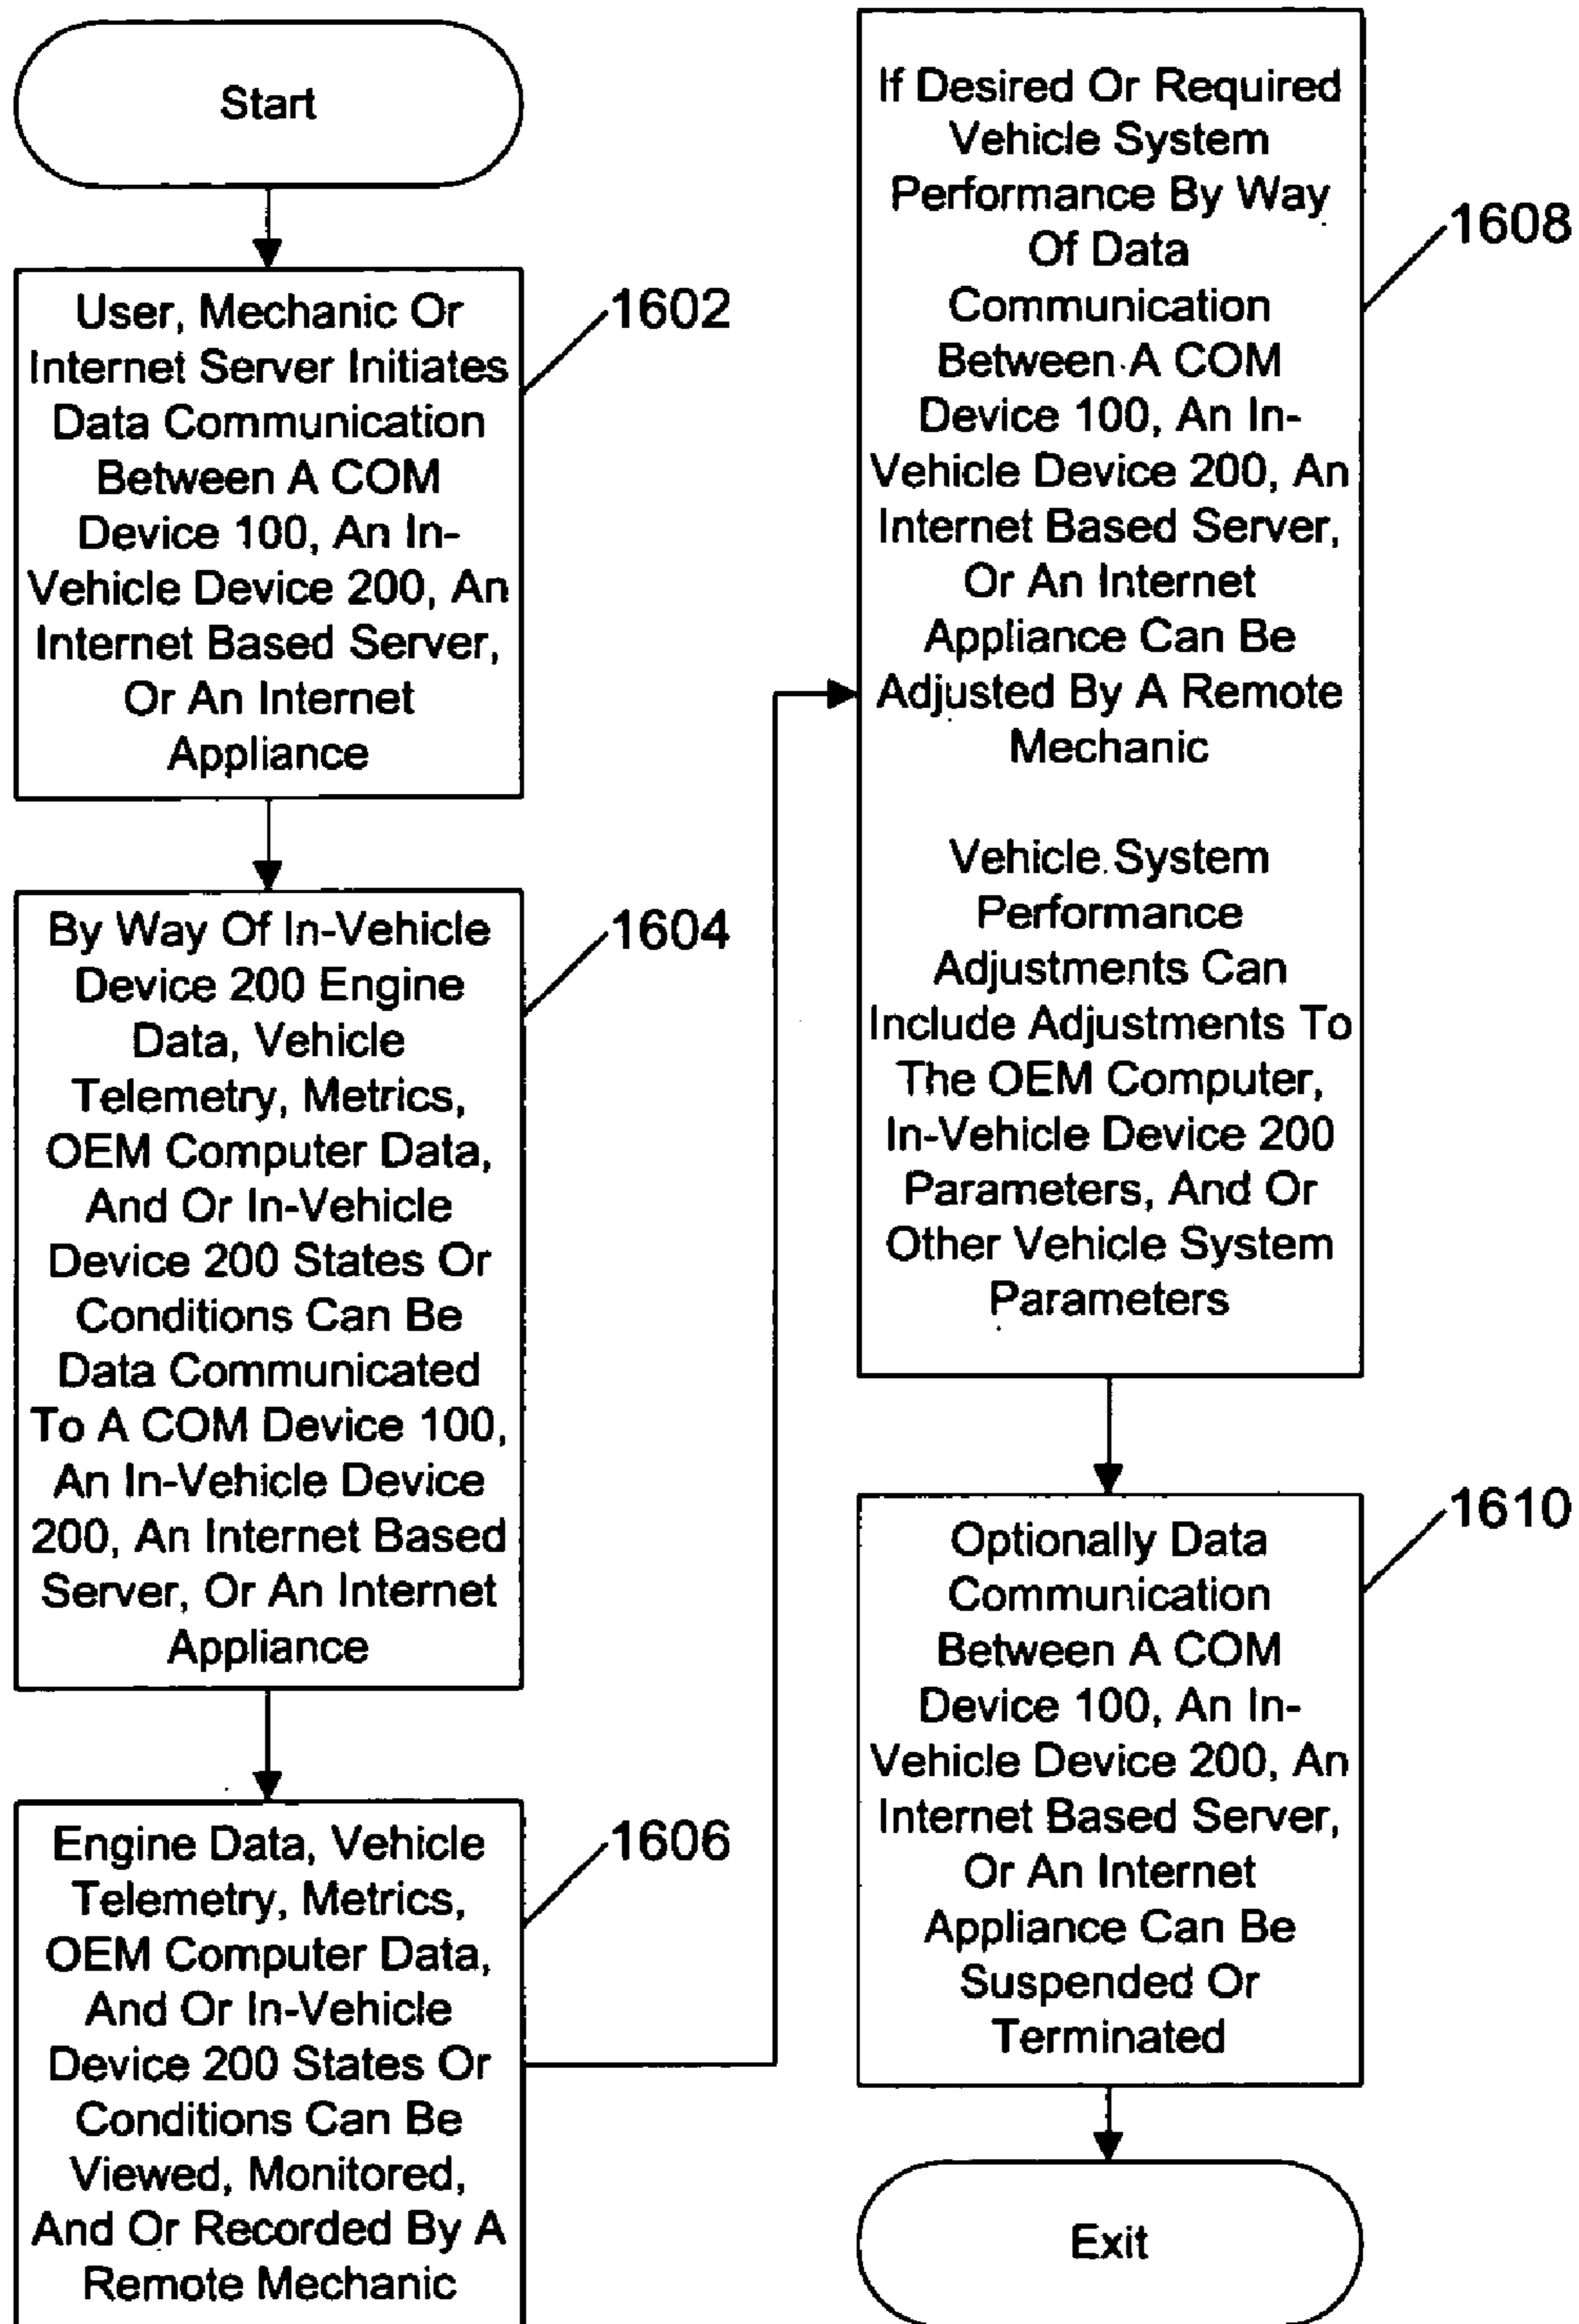 Start
User, Mechanic Or
Internet Server Initiates
Data Communication
Between A COM
Device 100, An In-
Vehicle Device 200, An
Internet Based Server,
Or An Internet
Appliance
1602
By Way Of In-Vehicle
Device 200 Engine
Data, Vehicle
Telemetry, Metrics,
OEM Computer Data,
And Or In-Vehicle
Device 200 States Or
Conditions Can Be
Data Communicated
To A COM Device 100,
An In-Vehicle Device
200, An Internet Based
Server, Or An Internet
Appliance
1604
Engine Data, Vehicle
Telemetry, Metrics,
OEM Computer Data,
And Or In-Vehicle
Device 200 States Or
Conditions Can Be
Viewed, Monitored,
And Or Recorded By A
Remote Mechanic
1606
If Desired Or Required
Vehicle System
Performance By Way
Of Data
Communication
Between A COM
Device 100, An In-
Vehicle Device 200, An
Internet Based Server,
Or An Internet
Appliance Can Be
Adjusted By A Remote
Mechanic
Vehicle System
Performance
Adjustments Can
Include Adjustments To
The OEM Computer,
In-Vehicle Device 200
Parameters, And Or
Other Vehicle System
Parameters
1608
Optionally Data
Communication
Between A COM
Device 100, An In-
Vehicle Device 200, An
Internet Based Server,
Or An Internet
Appliance Can Be
Suspended Or
Terminated
1610
Exit